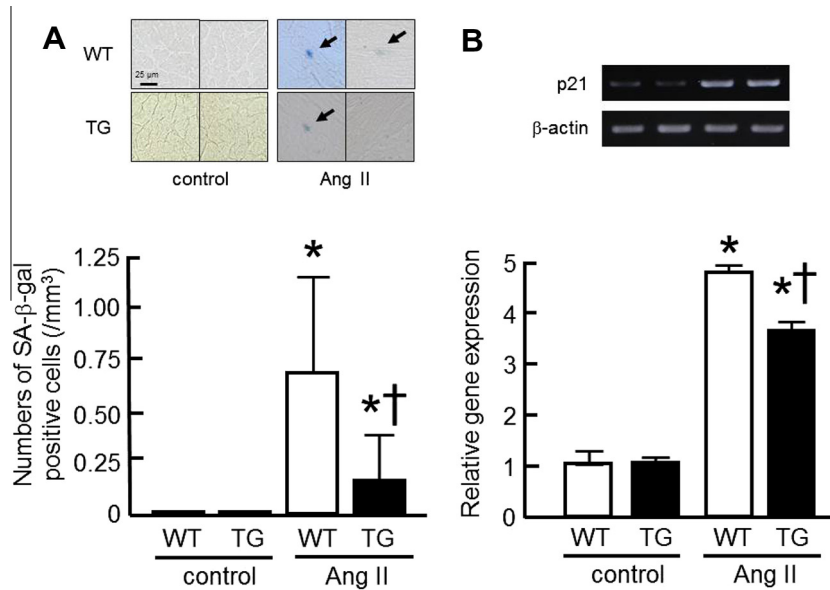 A
WT
25 μm
TG
control
Ang II
Numbers of SA-β-gal
positive cells (/mm³)
1.25
1.00
0.75
0.50
0.25
0
*
*†
WT TG WT TG
control Ang II
B
p21
β-actin
Relative gene expression
5
4
3
2
1
0
*
*†
WT TG WT TG
control Ang II